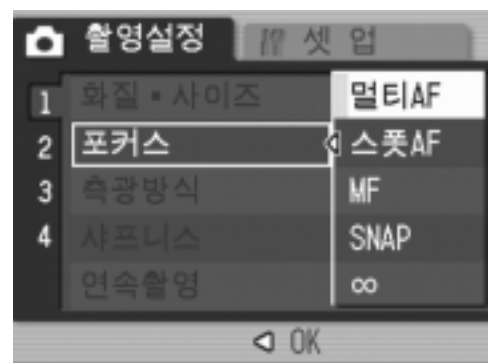 촬영설정 셋 업
1 화질·사이즈 멀티AF
2 포커스 스폿AF
3 측광방식 MF
4 샤프니스 SNAP
연속촬영 ∞
OK